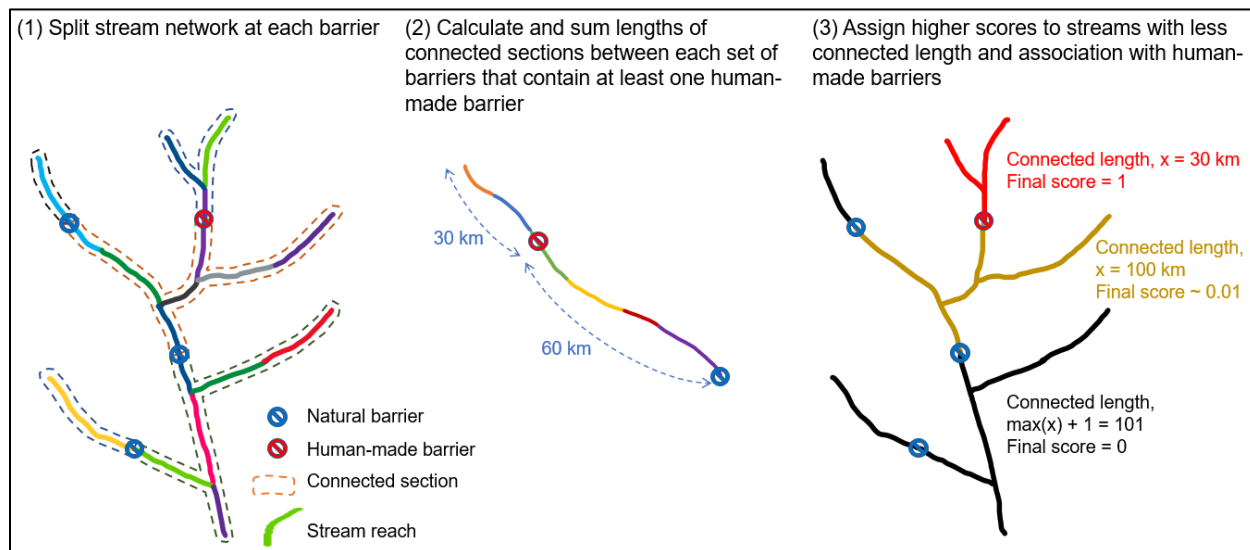 (1) Split stream network at each barrier
Natural barrier
Human-made barrier
Connected section
Stream reach
(2) Calculate and sum lengths of
connected sections between each set of
barriers that contain at least one human-
made barrier
30 km
60 km
(3) Assign higher scores to streams with less
connected length and association with human-
made barriers
Connected length, x = 30 km
Final score = 1
Connected length,
x = 100 km
Final score ~ 0.01
Connected length,
max(x) + 1 = 101
Final score = 0